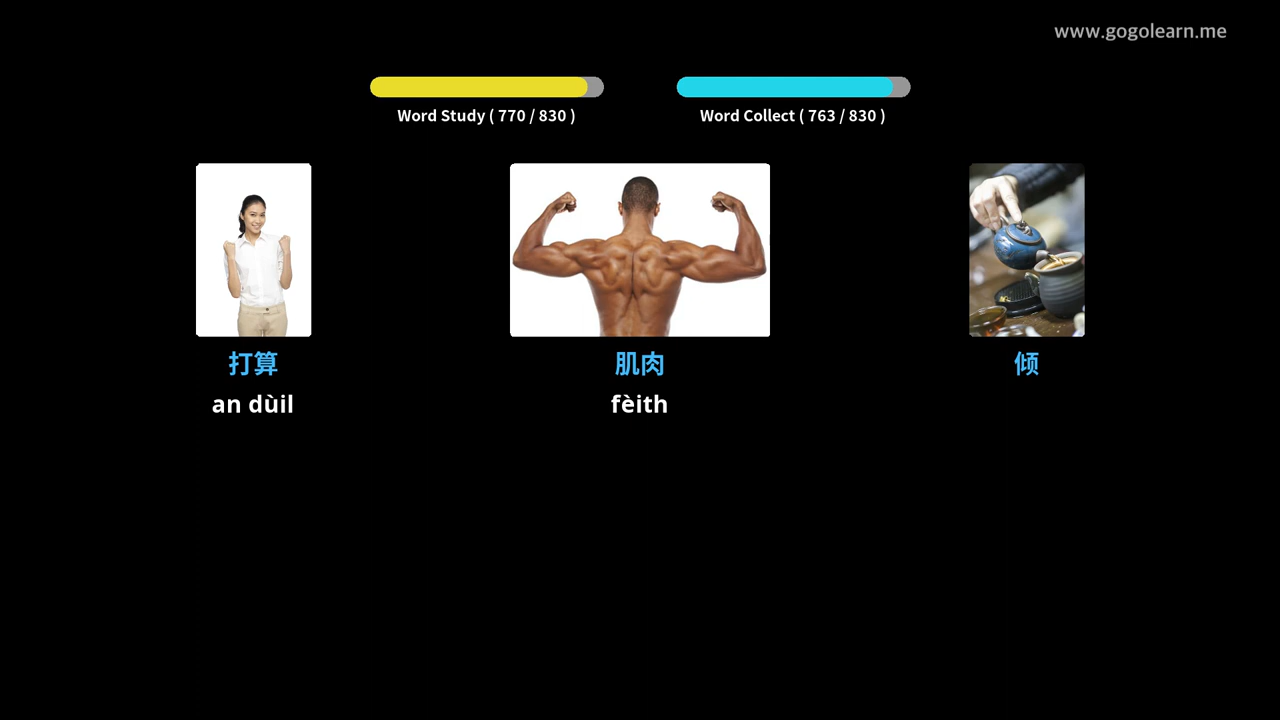 www.gogolearn.me
Word Study ( 770 / 830 )
Word Collect ( 763 / 830 )
打算
肌肉
倾
an dùil
fèith